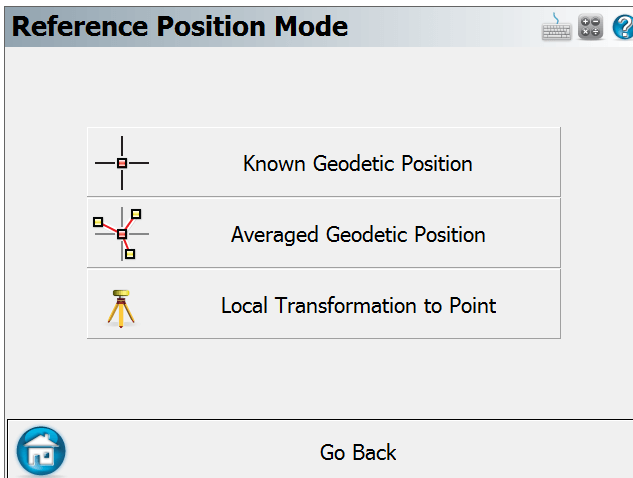 Reference Position Mode
Known Geodetic Position
Averaged Geodetic Position
Local Transformation to Point
Go Back